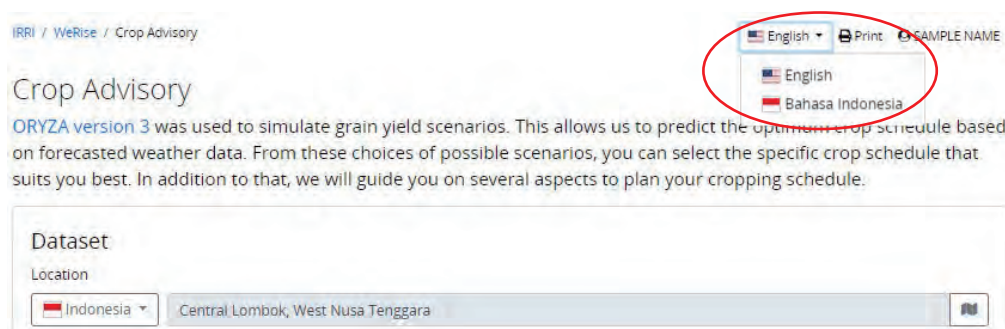 IRRI / WeRise / Crop Advisory
English Print SAMPLE NAME
English
Bahasa Indonesia
Crop Advisory
ORYZA version 3 was used to simulate grain yield scenarios. This allows us to predict the optimum crop schedule based
on forecasted weather data. From these choices of possible scenarios, you can select the specific crop schedule that
suits you best. In addition to that, we will guide you on several aspects to plan your cropping schedule.
Dataset
Location
Indonesia Central Lombok, West Nusa Tenggara